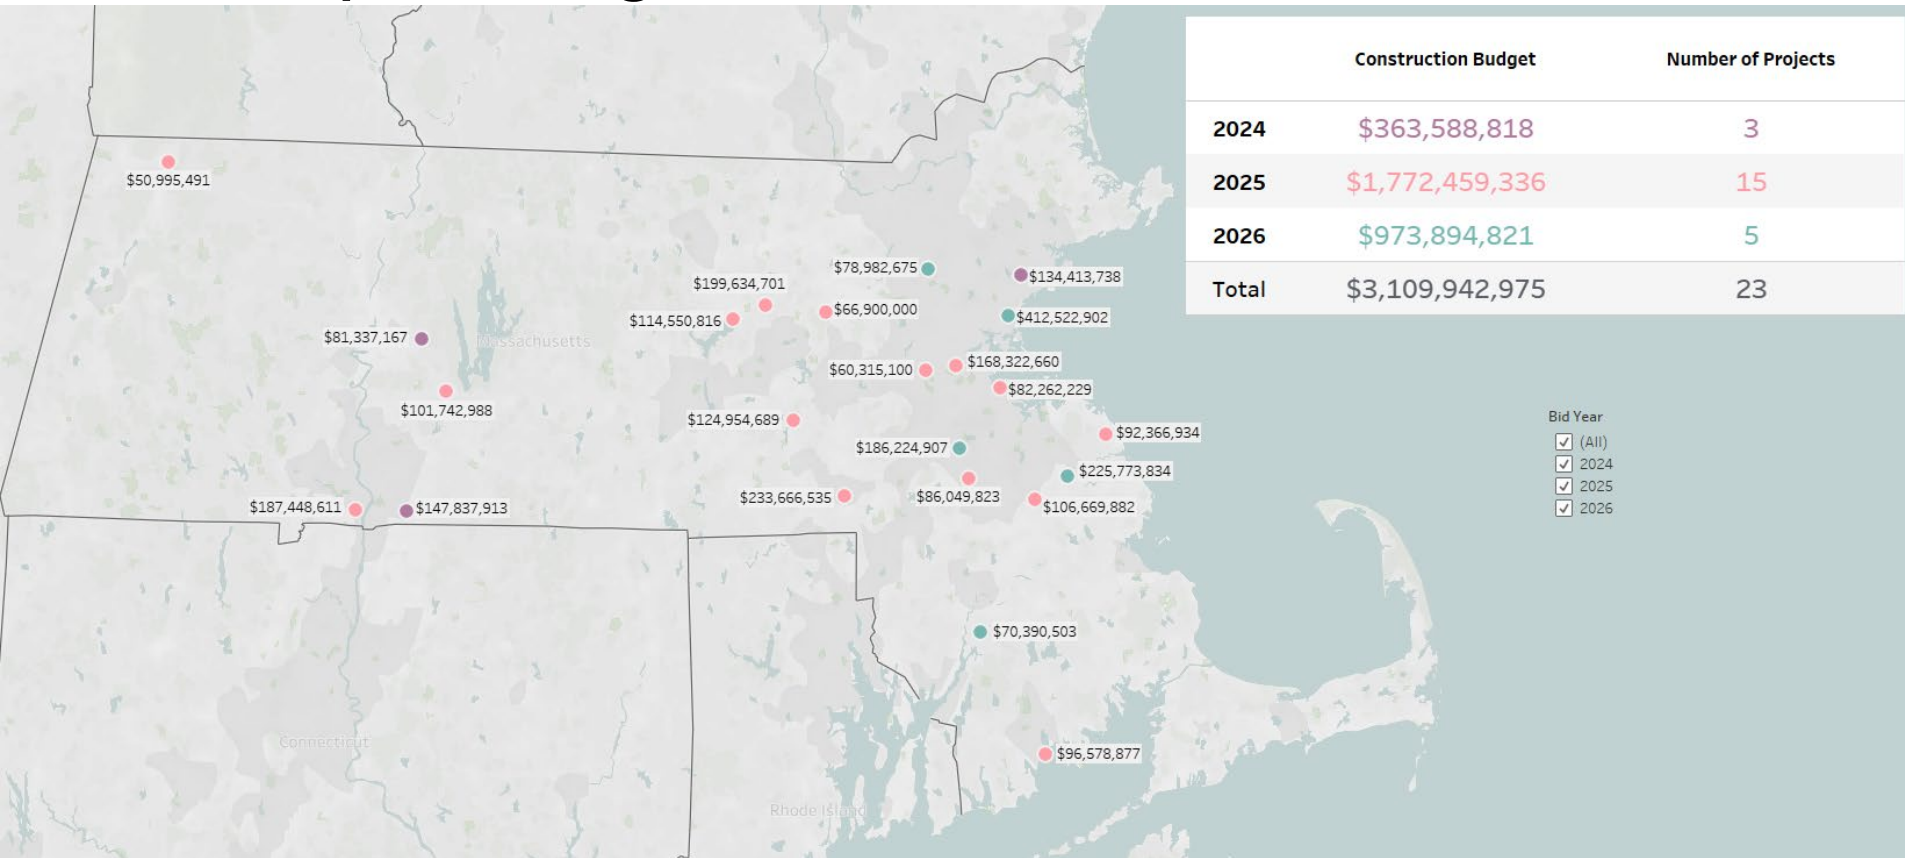 Construction Budget Number of Projects
2024 $363,588,818 3
2025 $1,772,459,336 15
2026 $973,894,821 5
Total $3,109,942,975 23
$50,995,491
$78,982,675
$134,413,738
$199,634,701
$66,900,000
$412,522,902
$114,550,816
$81,337,167
Massachusetts
$168,322,660
$60,315,100
$82,262,229
$101,742,988
$124,954,689
$92,366,934
$186,224,907
$225,773,834
$233,666,535
$86,049,823
$106,669,882
$187,448,611
$147,837,913
$70,390,503
Connecticut
$96,578,877
Rhode Island
Bid Year
(All)
2024
2025
2026